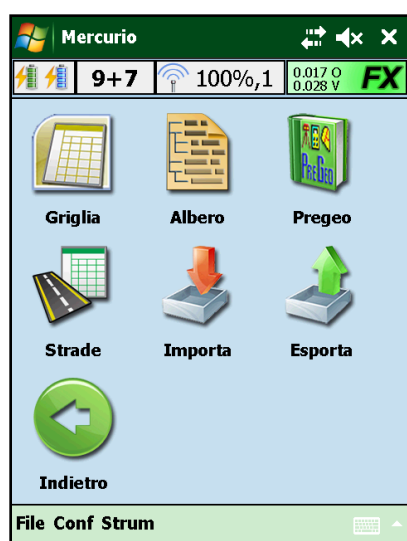 Mercurio
9+7 100%,1 0.017 O
0.028 V FX
Griglia Albero Pregeo
PREGEO
Strade Importa Esporta
Indietro
File Conf Strum